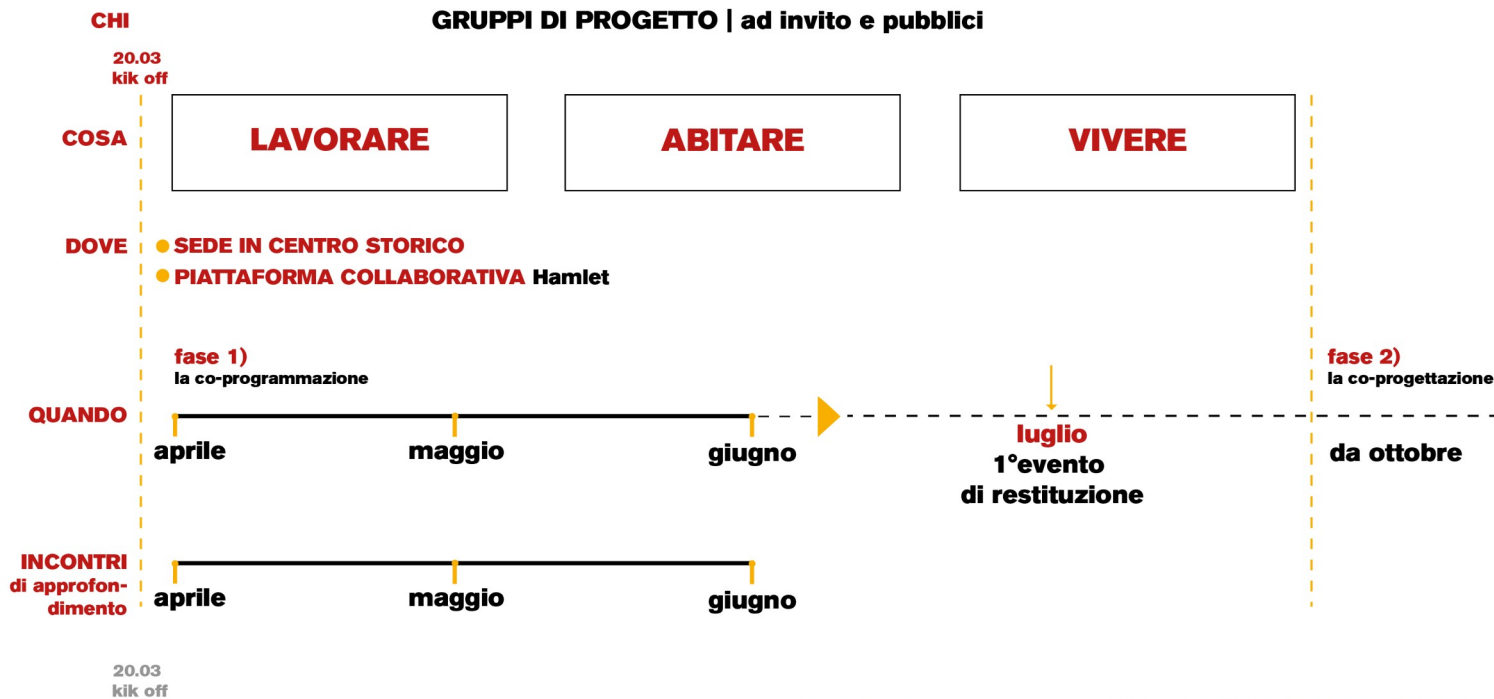 CHI
GRUPPI DI PROGETTO | ad invito e pubblici
20.03
kik off
COSA
LAVORARE
ABITARE
VIVERE
DOVE
SEDE IN CENTRO STORICO
PIATTAFORMA COLLABORATIVA Hamlet
fase 1)
la co-programmazione
fase 2)
la co-progettazione
QUANDO
aprile
maggio
giugno
luglio
1°evento
di restituzione
da ottobre
INCONTRI
di approfon-
dimento
aprile
maggio
giugno
20.03
kik off